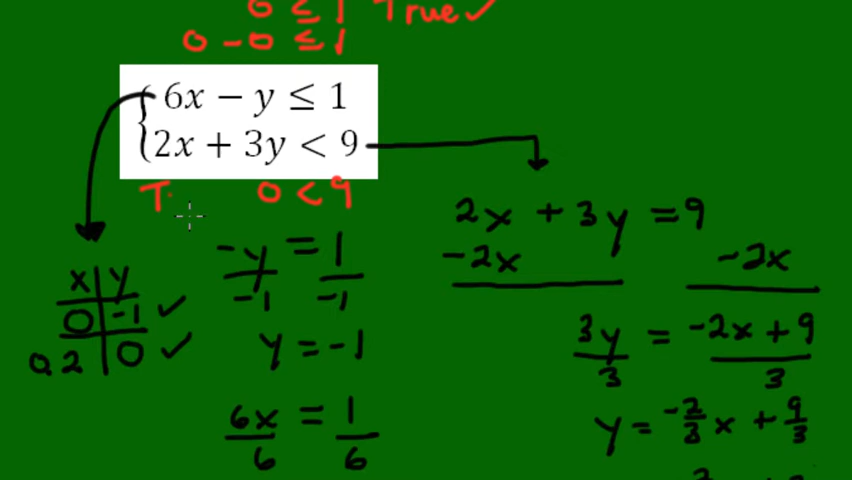 0 ≤ 1 True ✓
0 - 0 ≤ 1
6x − y ≤ 1
2x + 3y < 9
T. 0 < 9
x y
0 -1 ✓
0.2 0 ✓
-y = 1
-1 -1
y = -1
6x = 1
6 6
2x + 3y = 9
-2x -2x
3y = -2x + 9
3 3
y = -2/3 x + 9/3